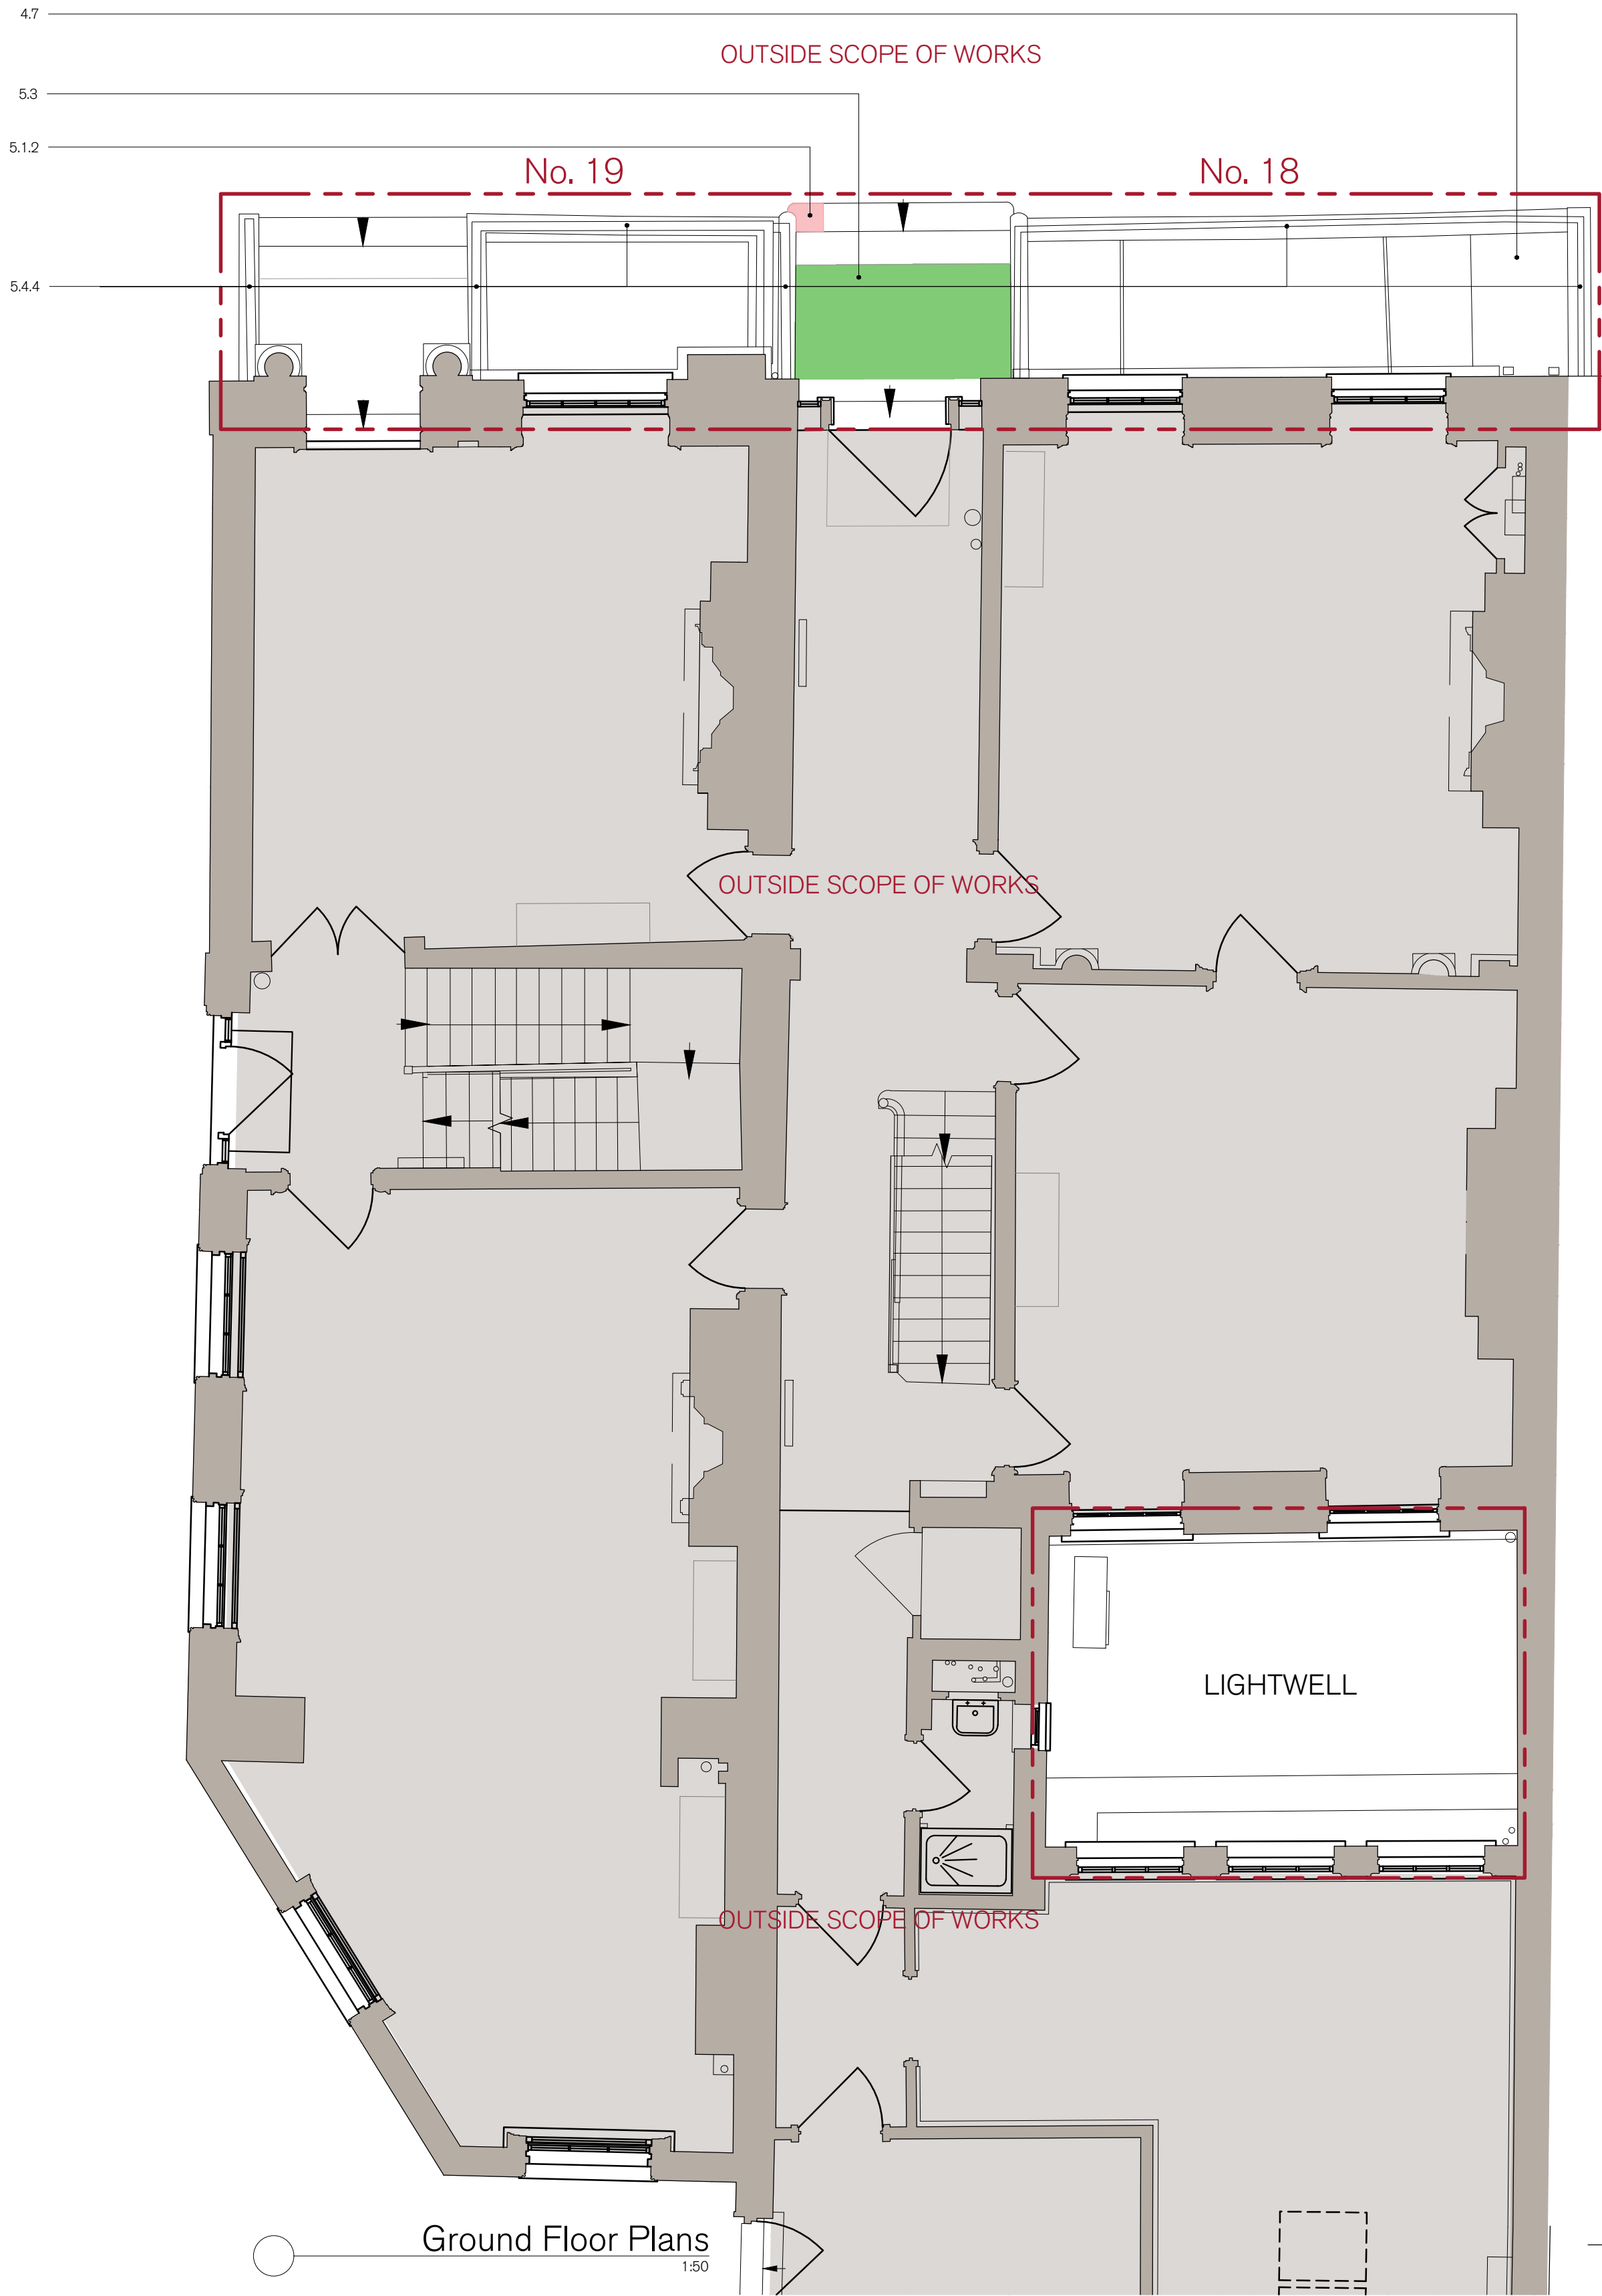 4.7
OUTSIDE SCOPE OF WORKS
5.3
5.1.2
No. 19
No. 18
5.4.4
OUTSIDE SCOPE OF WORKS
LIGHTWELL
OUTSIDE SCOPE OF WORKS
Ground Floor Plans
1:50